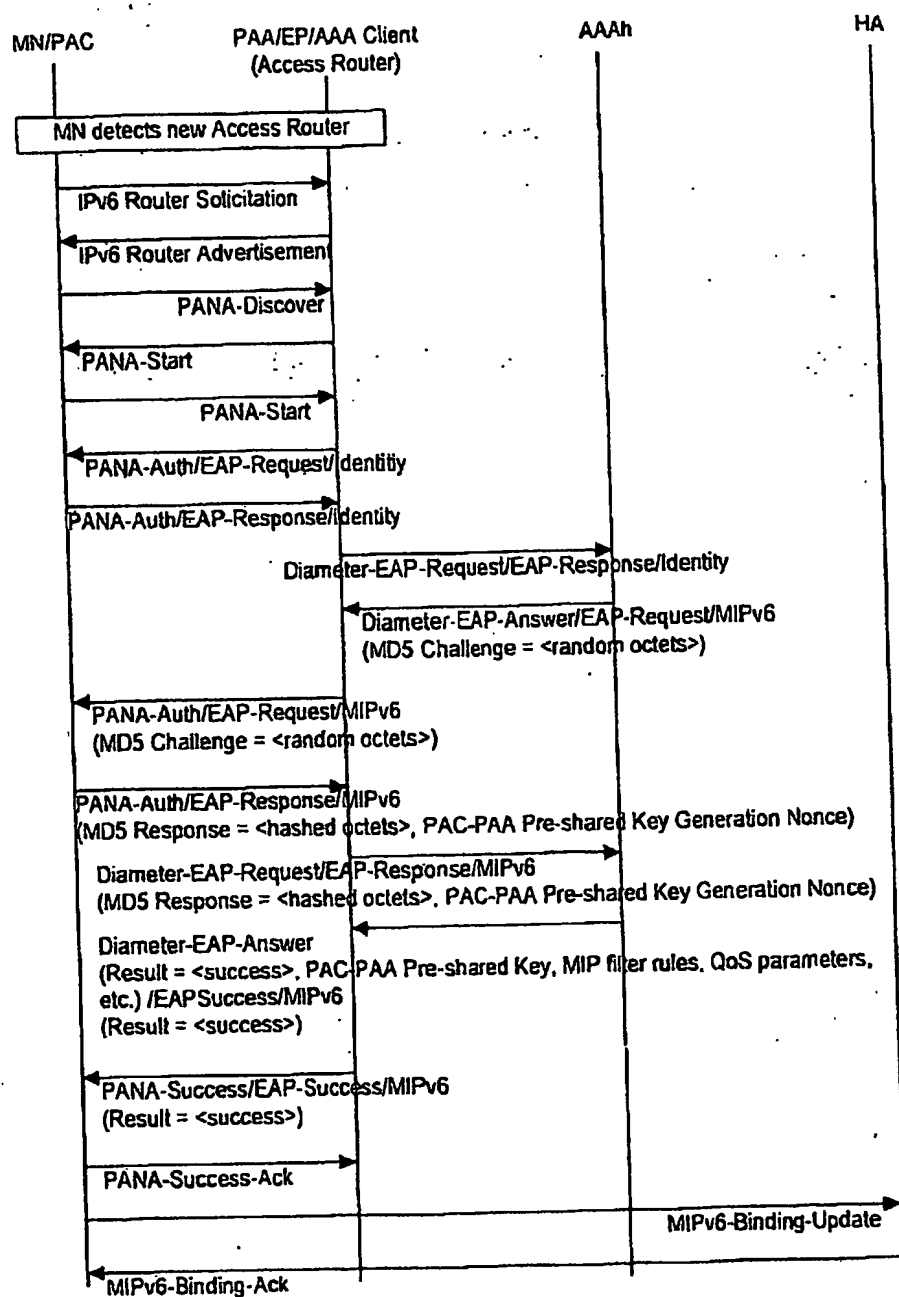 MN/PAC
PAA/EP/AAA Client
(Access Router)
AAAh
HA
MN detects new Access Router
IPv6 Router Solicitation
IPv6 Router Advertisement
PANA-Discover
PANA-Start
PANA-Start
PANA-Auth/EAP-Request/Identitiy
PANA-Auth/EAP-Response/Identity
Diameter-EAP-Request/EAP-Response/Identity
Diameter-EAP-Answer/EAP-Request/MIPv6
(MD5 Challenge = <random octets>)
PANA-Auth/EAP-Request/MIPv6
(MD5 Challenge = <random octets>)
PANA-Auth/EAP-Response/MIPv6
(MD5 Response = <hashed octets>, PAC-PAA Pre-shared Key Generation Nonce)
Diameter-EAP-Request/EAP-Response/MIPv6
(MD5 Response = <hashed octets>, PAC-PAA Pre-shared Key Generation Nonce)
Diameter-EAP-Answer
(Result = <success>, PAC-PAA Pre-shared Key, MIP filter rules, QoS parameters,
etc.) /EAPSuccess/MIPv6
(Result = <success>)
PANA-Success/EAP-Success/MIPv6
(Result = <success>)
PANA-Success-Ack
MIPv6-Binding-Update
MIPv6-Binding-Ack